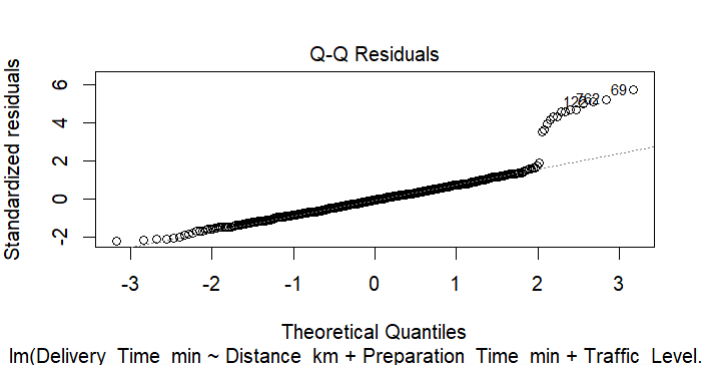 Q-Q Residuals
Standardized residuals
6
4
2
0
-2
762
69
-3 -2 -1 0 1 2 3
Theoretical Quantiles
lm(Delivery_Time_min ~ Distance_km + Preparation_Time_min + Traffic_Level.